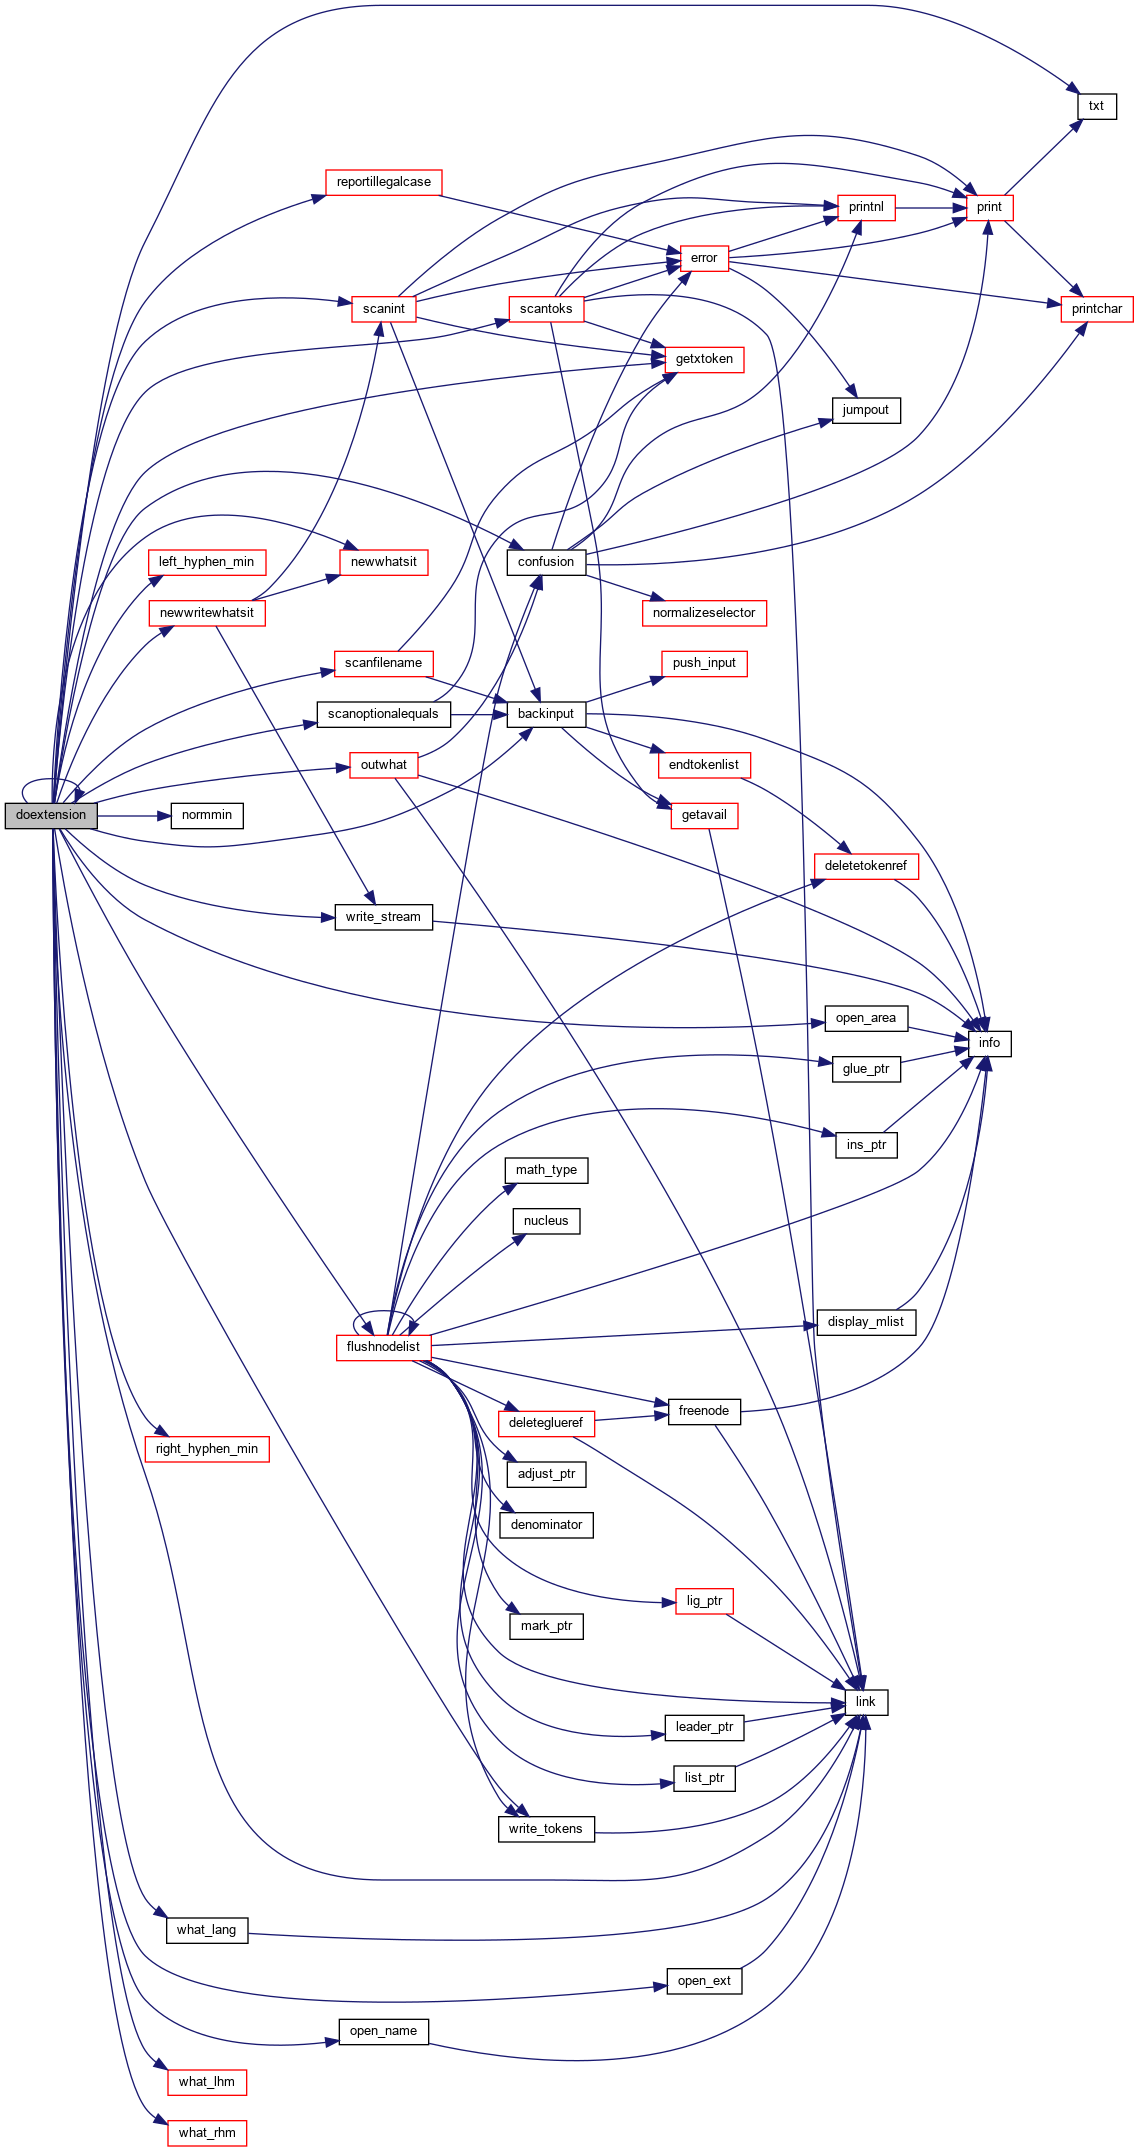 txt
reportillegalcase
printnl
print
error
scanint
scantoks
printchar
getxtoken
jumpout
left_hyphen_min
newwhatsit
confusion
newwritewhatsit
normalizeselector
scanfilename
push_input
scanoptionalequals
backinput
outwhat
endtokenlist
doextension
normmin
getavail
deletetokenref
write_stream
open_area
info
glue_ptr
ins_ptr
math_type
nucleus
display_mlist
flushnodelist
freenode
deleteglueref
right_hyphen_min
adjust_ptr
denominator
lig_ptr
mark_ptr
link
leader_ptr
list_ptr
write_tokens
what_lang
open_ext
open_name
what_lhm
what_rhm